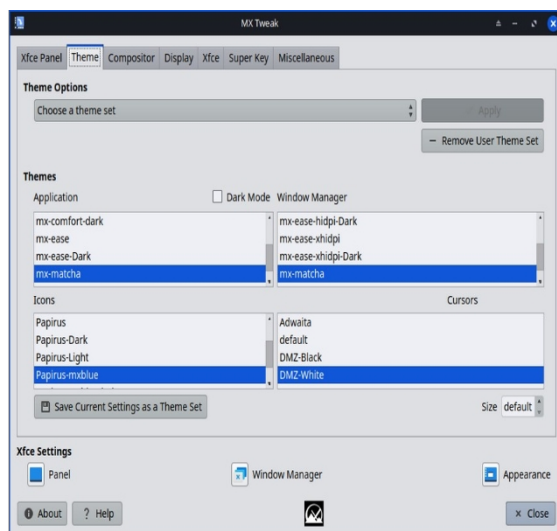 MX Tweak
Xfce Panel Theme Compositor Display Xfce Super Key Miscellaneous
Theme Options
Choose a theme set
Apply
Remove User Theme Set
Themes
Application
Dark Mode
Window Manager
mx-comfort-dark
mx-ease
mx-ease-Dark
mx-matcha
mx-ease-hidpi-Dark
mx-ease-xhidpi
mx-ease-xhidpi-Dark
mx-matcha
Icons
Cursors
Papirus
Papirus-Dark
Papirus-Light
Papirus-mxblue
Adwaita
default
DMZ-Black
DMZ-White
Save Current Settings as a Theme Set
Size default
Xfce Settings
Panel
Window Manager
Appearance
About
? Help
× Close